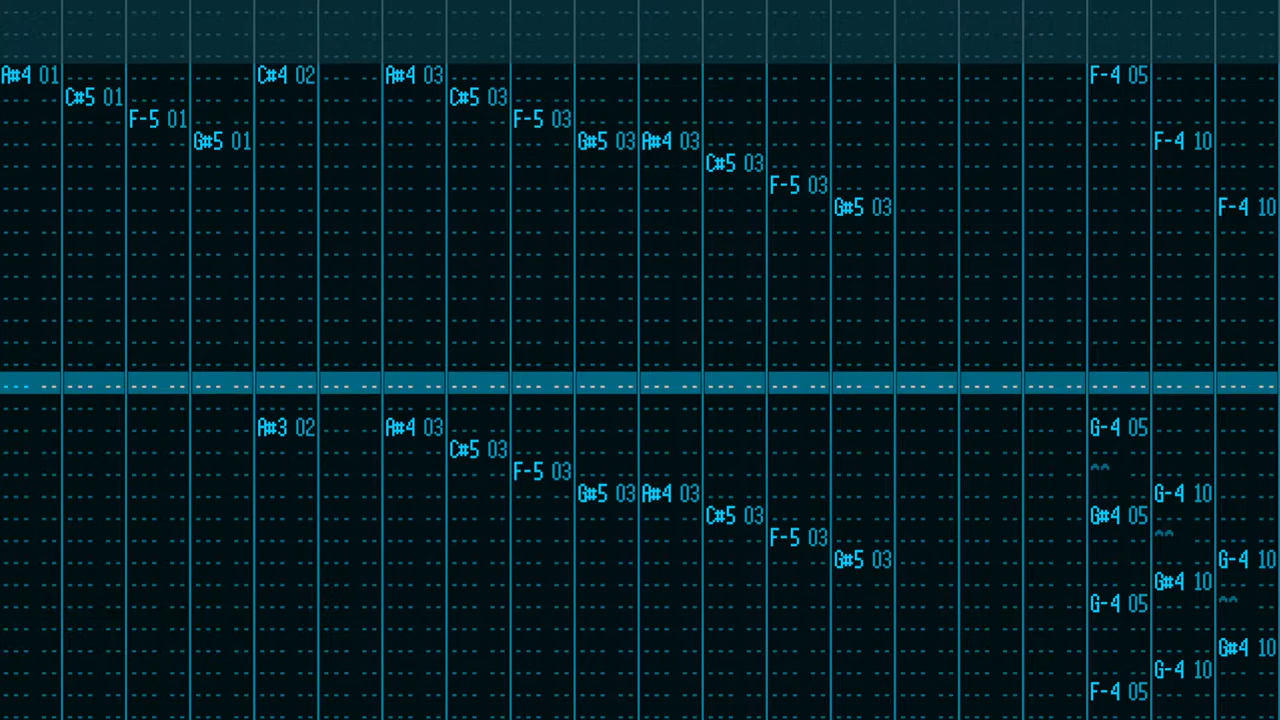 A#4 01 C#4 02 A#4 03 F-4 05
C#5 01 C#5 03
F-5 01 F-5 03
G#5 01 G#5 03 A#4 03 F-4 10
C#5 03
F-5 03
G#5 03 F-4 10
A#3 02 A#4 03 G-4 05
C#5 03
^^
F-5 03
G#5 03 A#4 03 G-4 10
C#5 03 G#4 05
F-5 03 ^^
G#5 03 G-4 10
G#4 10
G-4 05 ^^
G#4 10
G-4 10
F-4 05